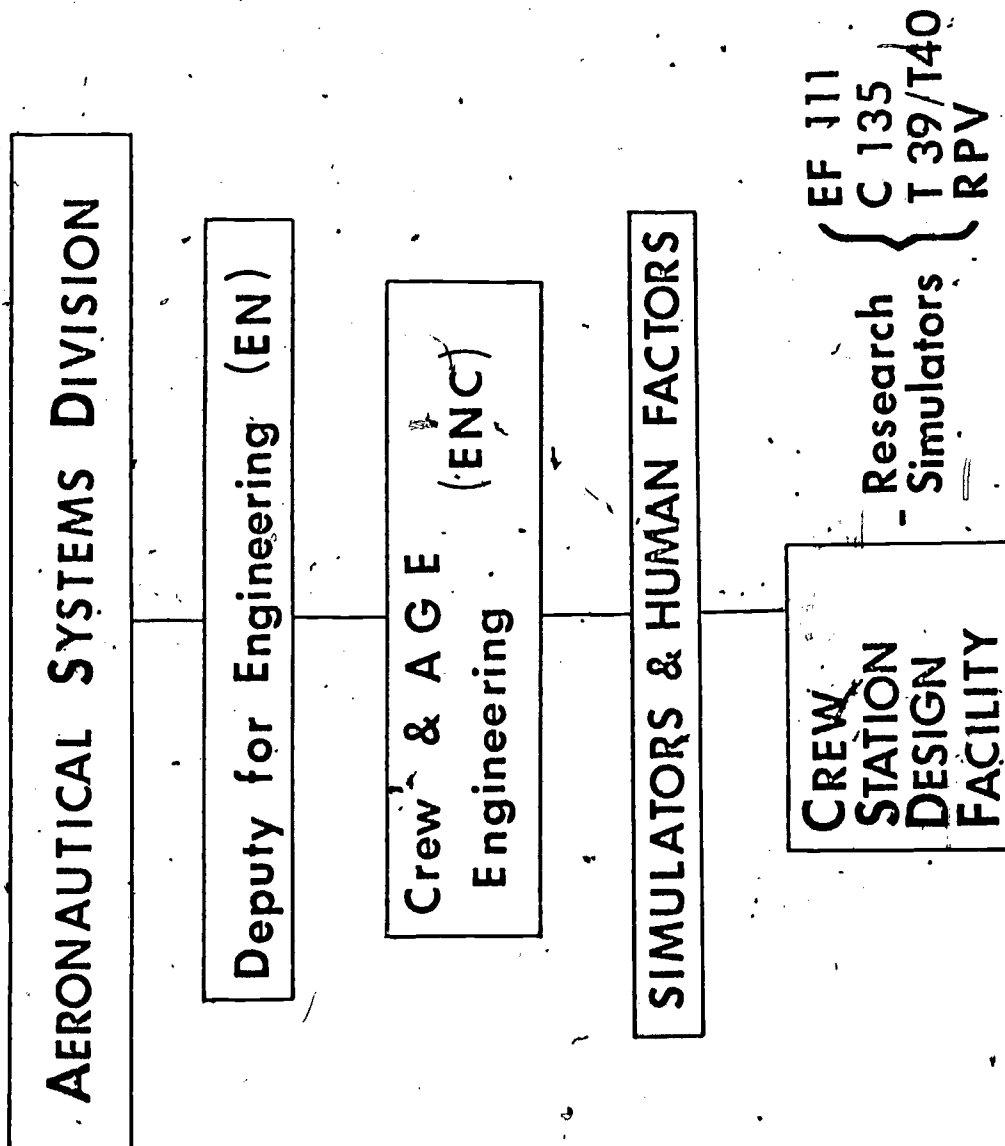 AERONAUTICAL SYSTEMS DIVISION
Deputy for Engineering (EN)
Crew & AGE (ENC)
Engineering
SIMULATORS & HUMAN FACTORS
CREW
STATION
DESIGN
FACILITY
- Research
Simulators
EF 111
C 135
T 39/T40
RPV